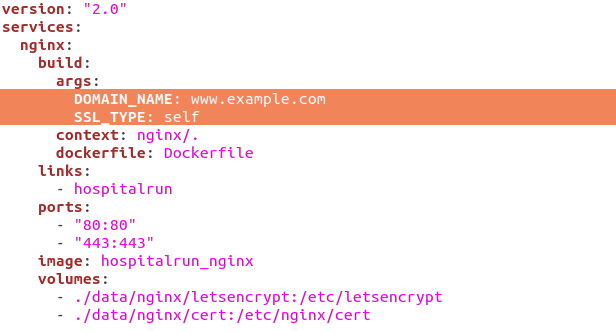 version: "2.0"
services:
  nginx:
    build:
      args:
        DOMAIN_NAME: www.example.com
        SSL_TYPE: self
      context: nginx/.
      dockerfile: Dockerfile
    links:
      - hospitalrun
    ports:
      - "80:80"
      - "443:443"
    image: hospitalrun_nginx
    volumes:
      - ./data/nginx/letsencrypt:/etc/letsencrypt
      - ./data/nginx/cert:/etc/nginx/cert